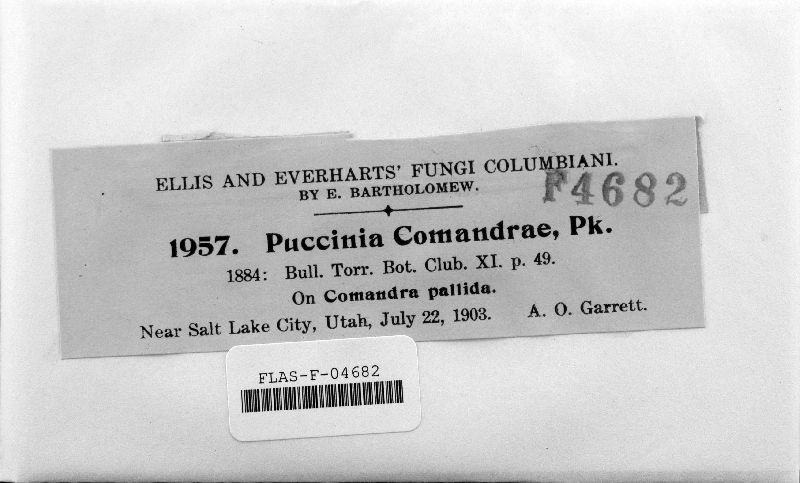 ELLIS AND EVERHARTS' FUNGI COLUMBIANI.
BY E. BARTHOLOMEW.
F4682
1957. Puccinia Comandrae, Pk.
1884: Bull. Torr. Bot. Club. XI. p. 49.
On Comandra pallida.
Near Salt Lake City, Utah, July 22, 1903. A. O. Garrett.
FLAS-F-04682